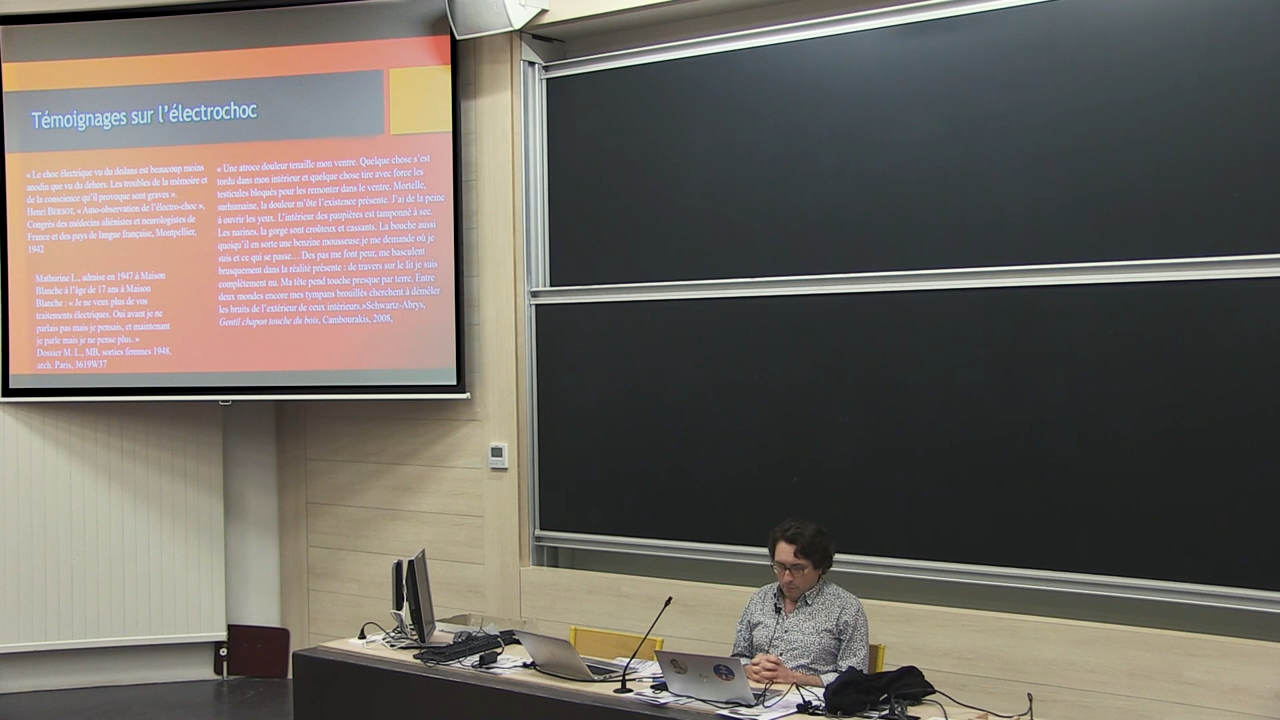 Témoignages sur l'électrochoc
« Le choc électrique vu du dedans est beaucoup moins
anodin que vu du dehors. Les troubles de la mémoire et
de la conscience qu'il provoque sont graves ».
Henri BERSOT, « Auto-observation de l'électro-choc »,
Congrès des médecins aliénistes et neurologistes de
France et des pays de langue française, Montpellier,
1942
Mathurine L., admise en 1947 à Maison
Blanche à l'âge de 17 ans à Maison
Blanche : « Je ne veux plus de vos
traitements électriques. Oui avant je ne
parlais pas mais je pensais, et maintenant
je parle mais je ne pense plus. »
Dossier M. L., MB, sorties femmes 1948,
arch. Paris, 3619W37
« Une atroce douleur tenaille mon ventre. Quelque chose s'est
tordu dans mon intérieur et quelque chose tire avec force les
testicules bloqués pour les remonter dans le ventre. Mortelle,
surhumaine, la douleur m'ôte l'existence présente. J'ai de la peine
à ouvrir les yeux. L'intérieur des paupières est tamponné à sec.
Les narines, la gorge sont croûteux et cassants. La bouche aussi
quoiqu'il en sorte une benzine mousseuse.je me demande où je
suis et ce qui se passe… Des pas me font peur, me basculent
brusquement dans la réalité présente : de travers sur le lit je suis
complètement nu. Ma tête pend touche presque par terre. Entre
deux mondes encore mes tympans brouillés cherchent à démêler
les bruits de l'extérieur de ceux intérieurs.»Schwartz-Abrys,
Gentil chapon touche du bois, Cambourakis, 2008,